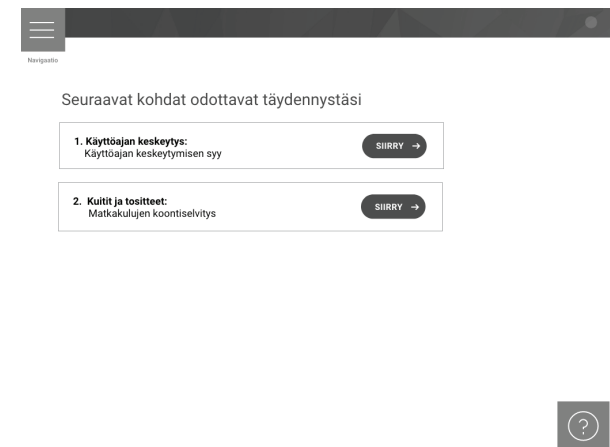 Navigaatio
Seuraavat kohdat odottavat täydennystäsi
1. Käyttöajan keskeytys:
Käyttöajan keskeytymisen syy
SIIRRY →
2. Kuitit ja tositteet:
Matkakulujen koontiselvitys
SIIRRY →
?